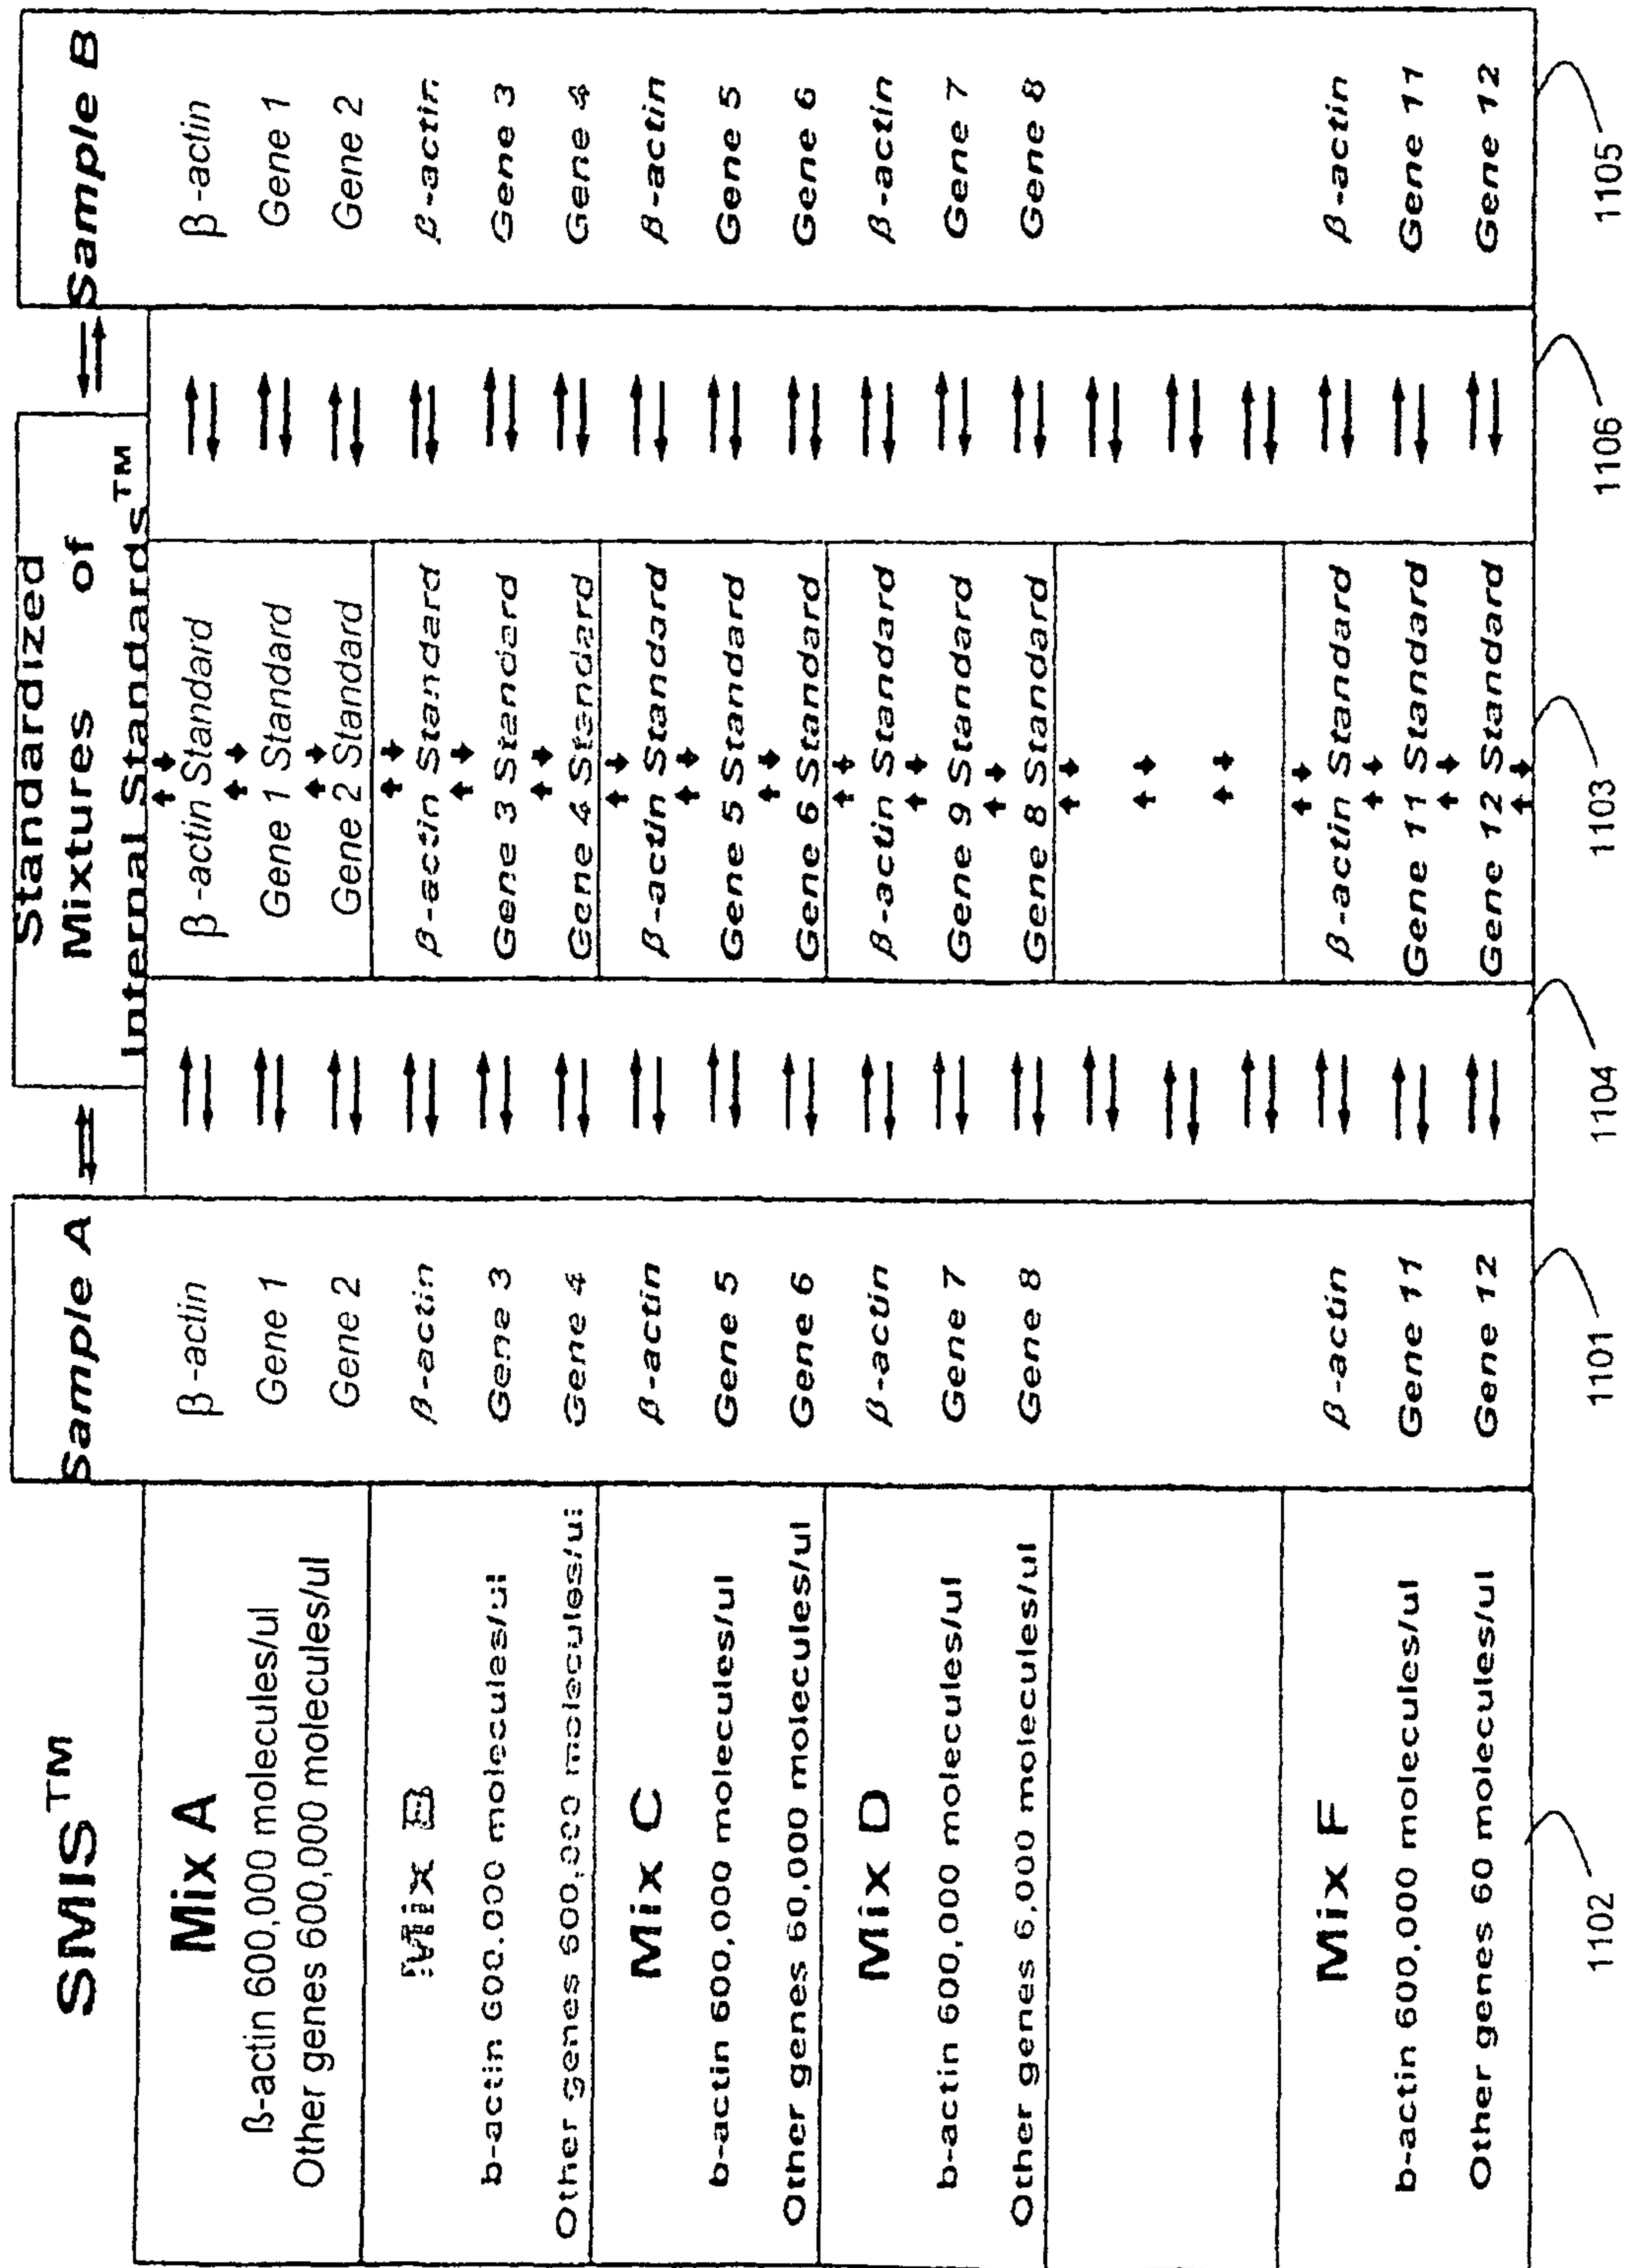 SMIS™
Mix A
ß-actin 600,000 molecules/ul
Other genes 600,000 molecules/ul
Mix B
b-actin 600.000 molecules/ul
Other genes 600,000 molecules/ul
Mix C
b-actin 600,000 molecules/ul
Other genes 60,000 molecules/ul
Mix D
b-actin 600,000 molecules/ul
Other genes 6,000 molecules/ul
Mix F
b-actin 600,000 molecules/ul
Other genes 60 molecules/ul
1102
Sample A
β-actin
Gene 1
Gene 2
β-actin
Gene 3
Gene 4
β-actin
Gene 5
Gene 6
β-actin
Gene 7
Gene 8
β-actin
Gene 11
Gene 12
1101
1104
Standardized
Mixtures of
Internal Standards™
β-actin Standard
Gene 1 Standard
Gene 2 Standard
β-actin Standard
Gene 3 Standard
Gene 4 Standard
β-actin Standard
Gene 5 Standard
Gene 6 Standard
β-actin Standard
Gene 9 Standard
Gene 8 Standard
β-actin Standard
Gene 11 Standard
Gene 12 Standard
1103
1106
Sample B
β-actin
Gene 1
Gene 2
β-actin
Gene 3
Gene 4
β-actin
Gene 5
Gene 6
β-actin
Gene 7
Gene 8
β-actin
Gene 11
Gene 12
1105